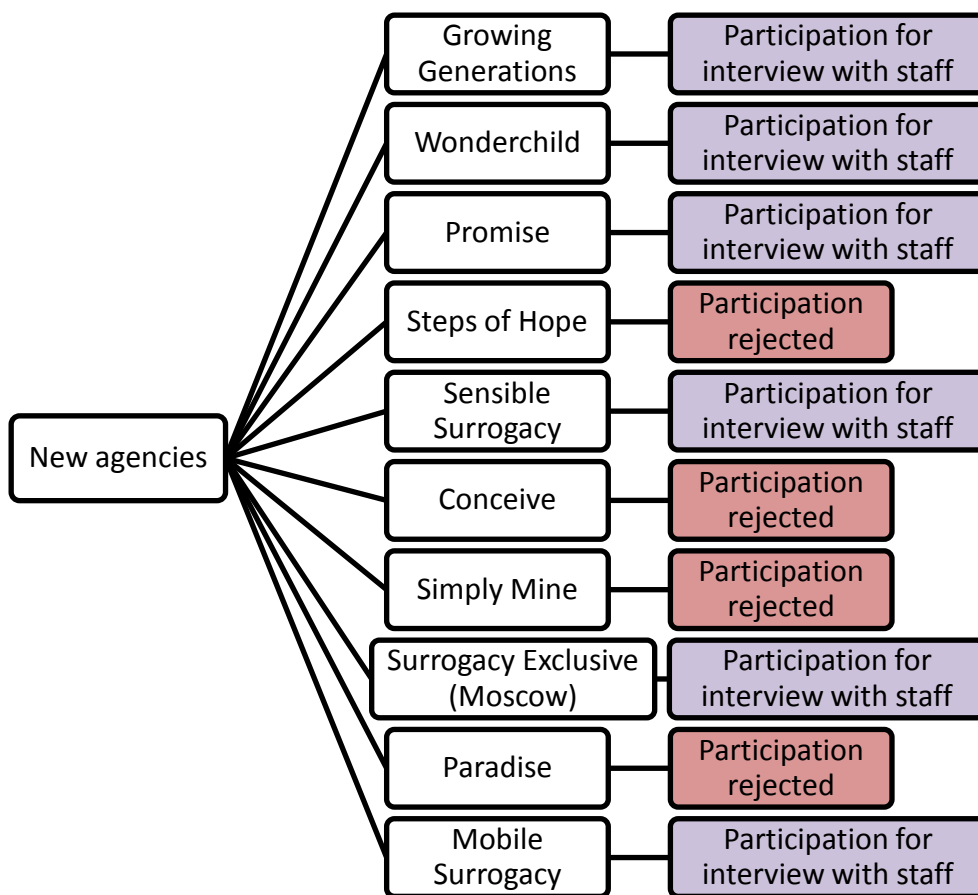 Growing
Generations
Participation for
interview with staff
Wonderchild
Participation for
interview with staff
Promise
Participation for
interview with staff
Steps of Hope
Participation
rejected
New agencies
Sensible
Surrogacy
Participation for
interview with staff
Conceive
Participation
rejected
Simply Mine
Participation
rejected
Surrogacy Exclusive
(Moscow)
Participation for
interview with staff
Paradise
Participation
rejected
Mobile
Surrogacy
Participation for
interview with staff